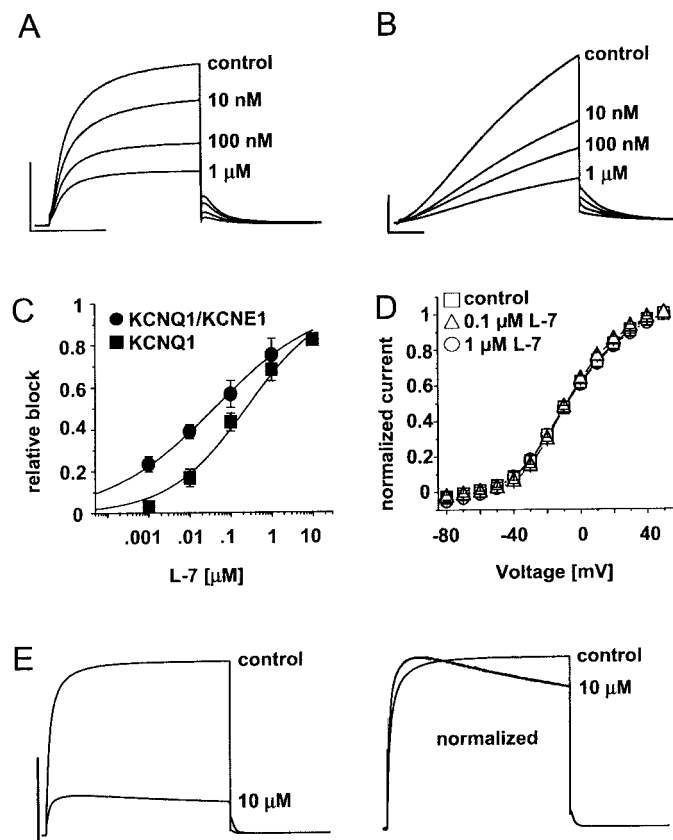 A
control
10 nM
100 nM
1 µM
B
control
10 nM
100 nM
1 µM
C
KCNQ1/KCNE1
KCNQ1
relative block
1
0.8
0.6
0.4
0.2
0
.001 .01 .1 1 10
L-7 [µM]
D
control
0.1 µM L-7
1 µM L-7
normalized current
1.0
0.8
0.6
0.4
0.2
0
-80 -40 0 40
Voltage [mV]
E
control
10 µM
control
10 µM
normalized